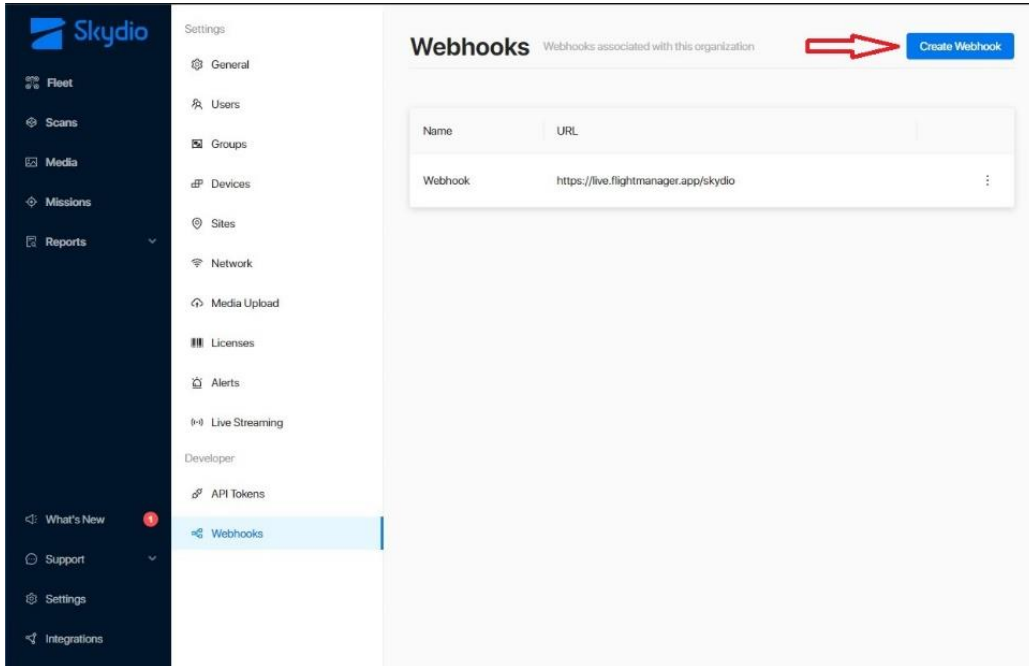 Skydio
Fleet
Scans
Media
Missions
Reports
What's New
1
Support
Settings
Integrations
Settings
General
Users
Groups
Devices
Sites
Network
Media Upload
Licenses
Alerts
Live Streaming
Developer
API Tokens
Webhooks
Webhooks Webhooks associated with this organization Create Webhook
Name URL
Webhook https://live.flightmanager.app/skydio